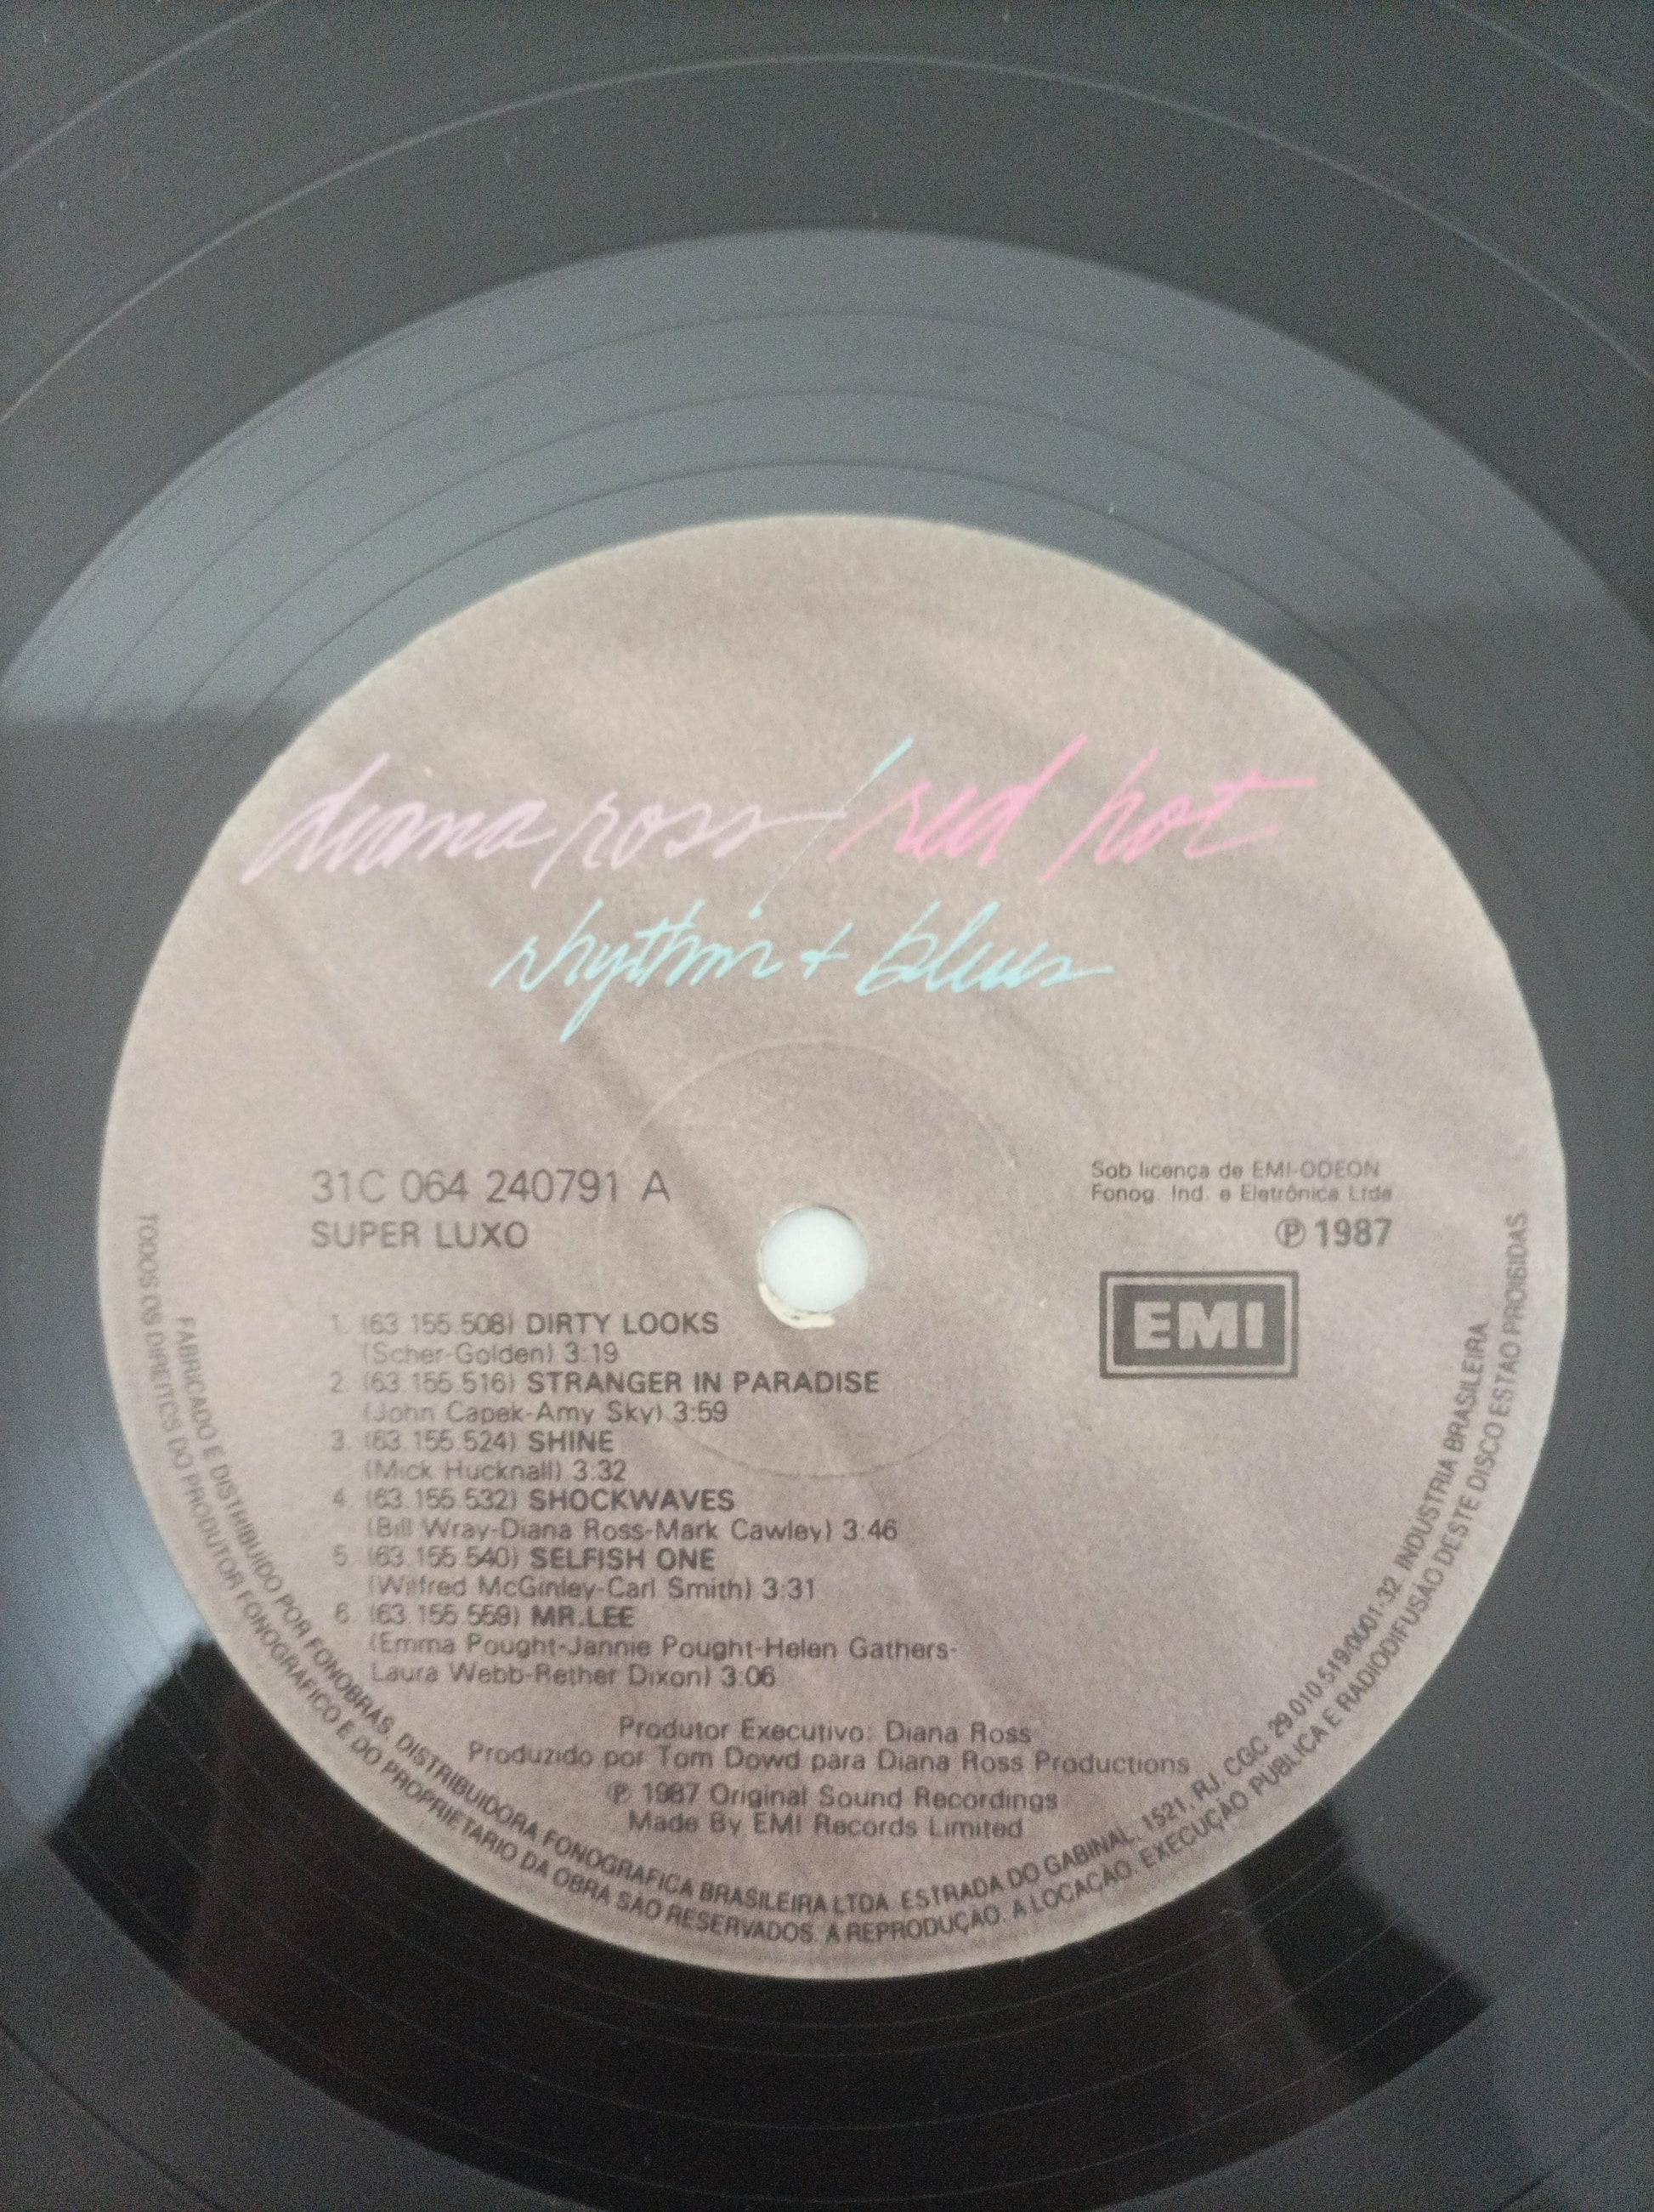 diana ross / red hot
rhythm + blues
31C 064 240791 A
SUPER LUXO
Sob licença de EMI-ODEON
Fonog. Ind. e Eletrônica Ltda
℗ 1987
EMI
1. (63 155.508) DIRTY LOOKS
(Scher-Golden) 3:19
2. (63.155.516) STRANGER IN PARADISE
(John Capek-Amy Sky) 3:59
3. (63.155.524) SHINE
(Mick Hucknall) 3:32
4. (63.155.532) SHOCKWAVES
(Bill Wray-Diana Ross-Mark Cawley) 3:46
5. (63.155.540) SELFISH ONE
(Wilfred McGinley-Carl Smith) 3:31
6. (63.155.559) MR.LEE
(Emma Pought-Jannie Pought-Helen Gathers-
Laura Webb-Rether Dixon) 3:06
Produtor Executivo: Diana Ross
Produzido por Tom Dowd para Diana Ross Productions
℗ 1987 Original Sound Recordings
Made By EMI Records Limited
FABRICADO E DISTRIBUIDO POR FONOBRAS. DISTRIBUIDORA FONOGRAFICA BRASILEIRA LTDA. ESTRADA DO GABINAL, 1521, RJ. CGC 29.010.519/0001-32. INDUSTRIA BRASILEIRA
TODOS OS DIREITOS DO PRODUTOR FONOGRAFICO E DO PROPRIETARIO DA OBRA SAO RESERVADOS. A REPRODUÇAO. A LOCAÇAO. EXECUÇAO PUBLICA E RADIODIFUSAO DESTE DISCO ESTAO PROIBIDAS